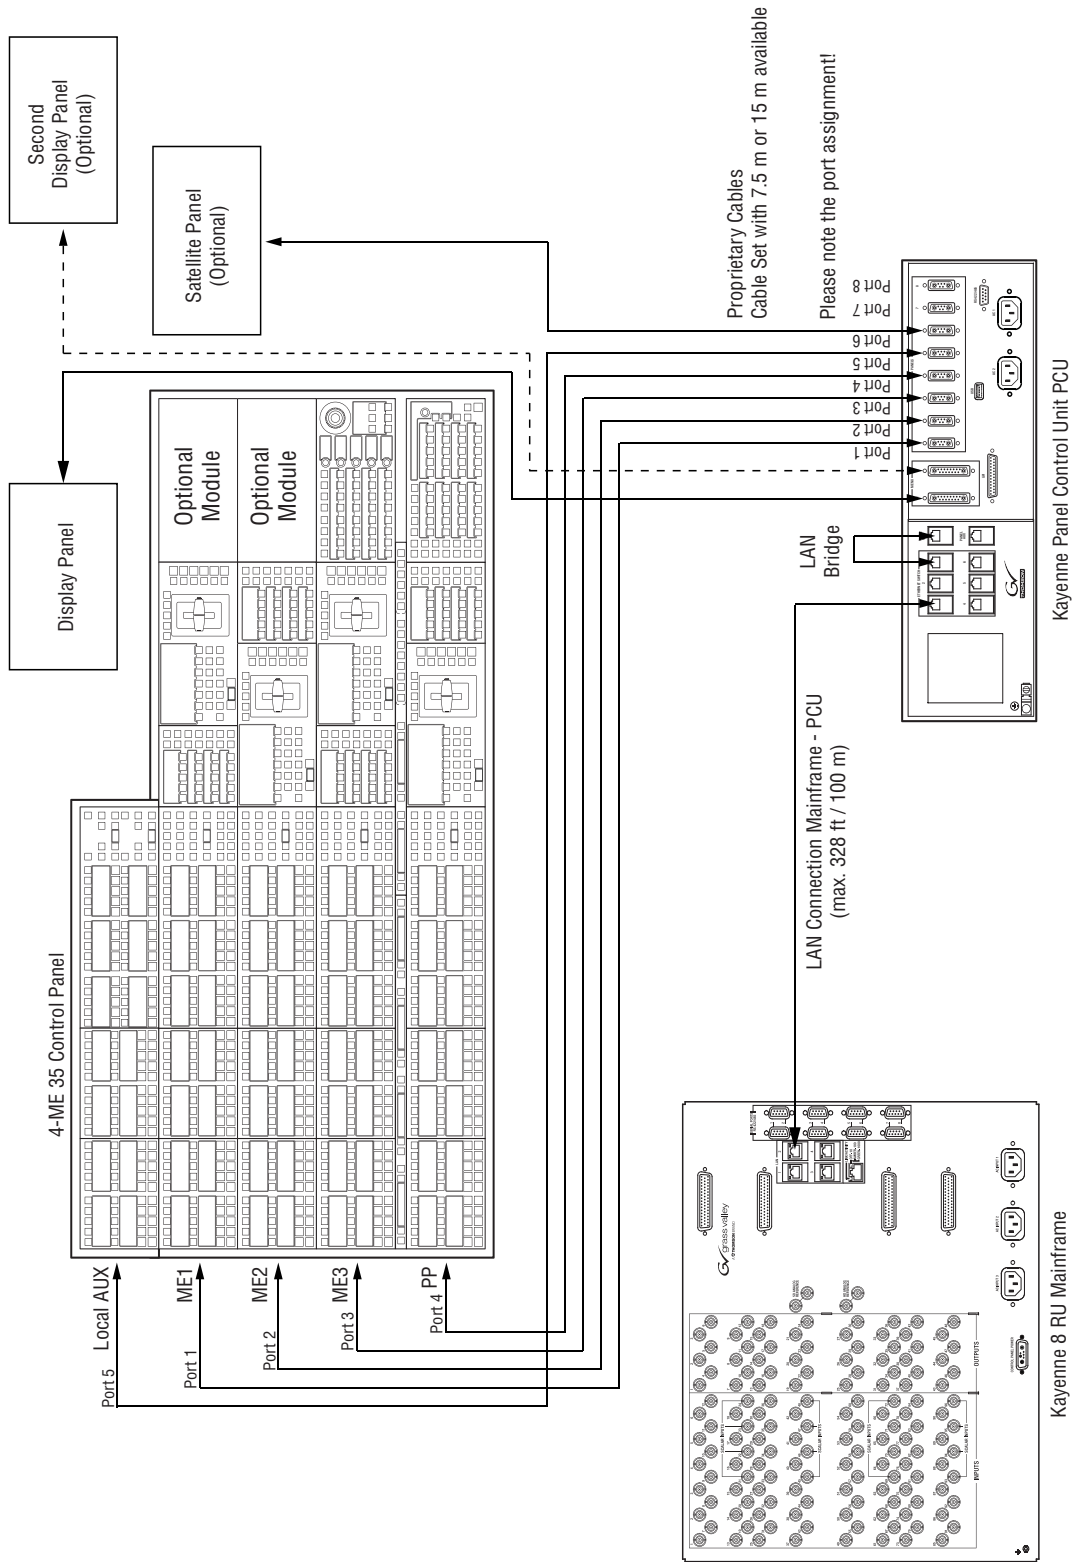 Second
Display Panel
(Optional)
Satellite Panel
(Optional)
Display Panel
Proprietary Cables
Cable Set with 7.5 m or 15 m available
Please note the port assignment!
4-ME 35 Control Panel
Optional
Module
Optional
Module
Local AUX
ME1
ME2
ME3
PP
Port 5
Port 1
Port 2
Port 3
Port 4
Port 1
Port 2
Port 3
Port 4
Port 5
Port 6
Port 7
Port 8
LAN
Bridge
LAN Connection Mainframe - PCU
(max. 328 ft / 100 m)
Kayenne Panel Control Unit PCU
grass valley
INPUTS
OUTPUTS
Kayenne 8 RU Mainframe